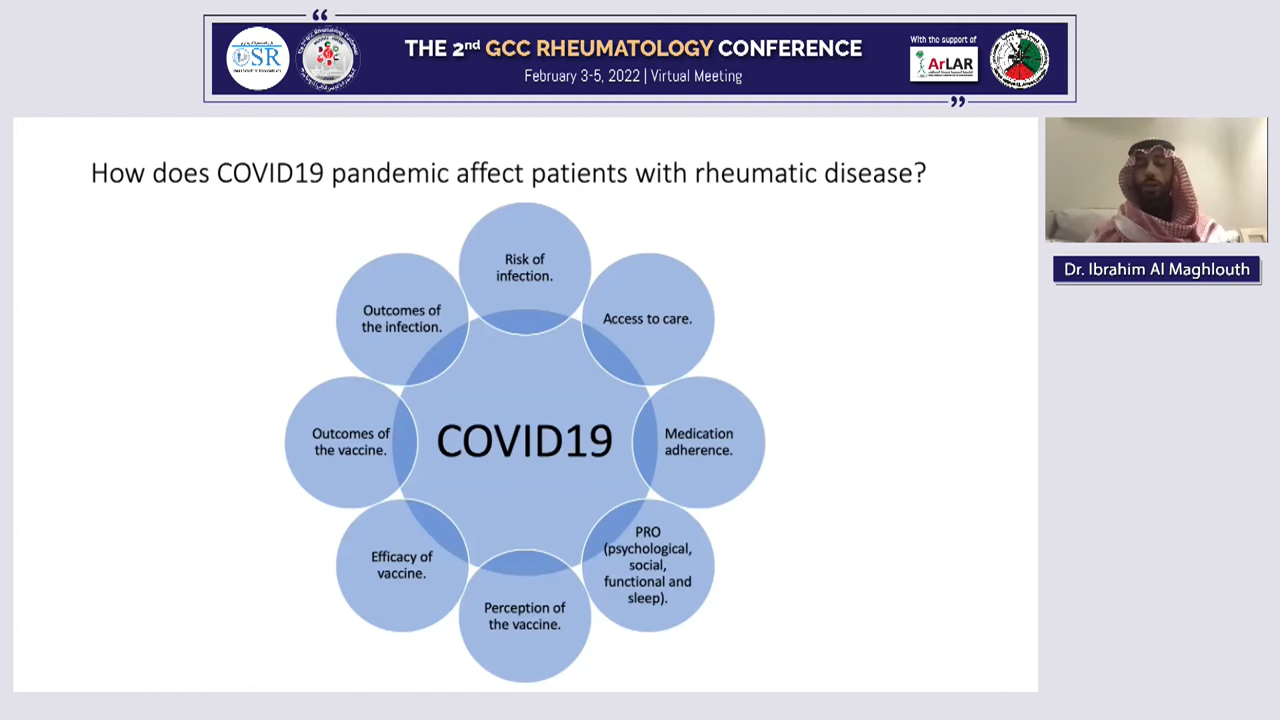 “
THE 2nd GCC RHEUMATOLOGY CONFERENCE
February 3-5, 2022 | Virtual Meeting
”
OSR
With the support of
ArLAR
How does COVID19 pandemic affect patients with rheumatic disease?
Risk of
infection.
Access to care.
Medication
adherence.
PRO
(psychological,
social,
functional and
sleep).
Perception of
the vaccine.
Efficacy of
vaccine.
Outcomes of
the vaccine.
Outcomes of
the infection.
COVID19
Dr. Ibrahim Al Maghlouth